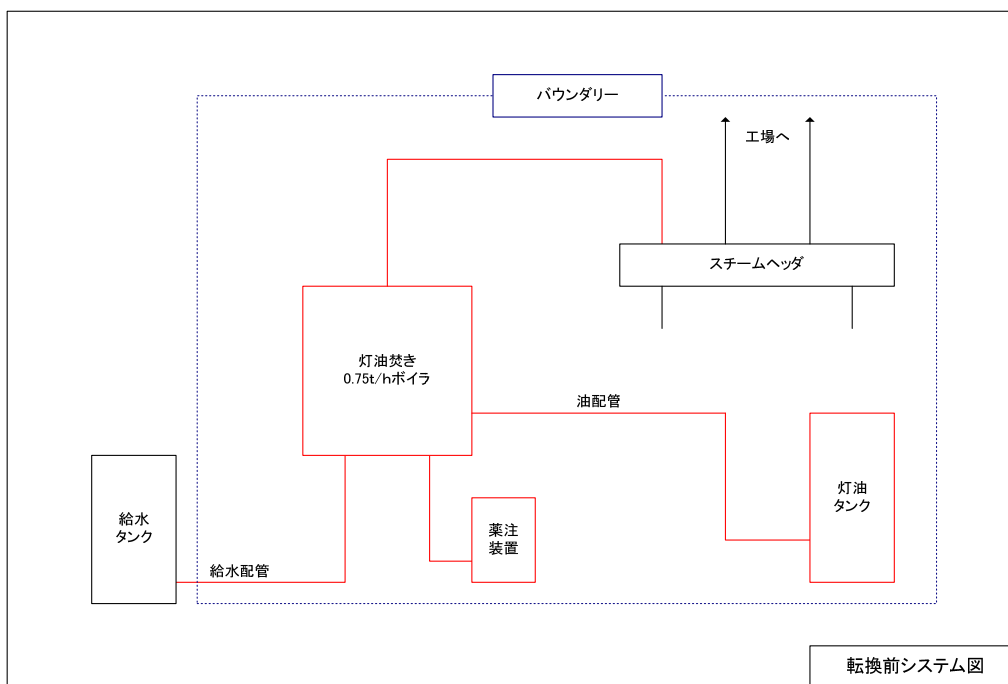 バウンダリー
工場へ
スチームヘッダ
灯油焚き
0.75t/hボイラ
油配管
灯油
タンク
給水
タンク
薬注
装置
給水配管
転換前システム図